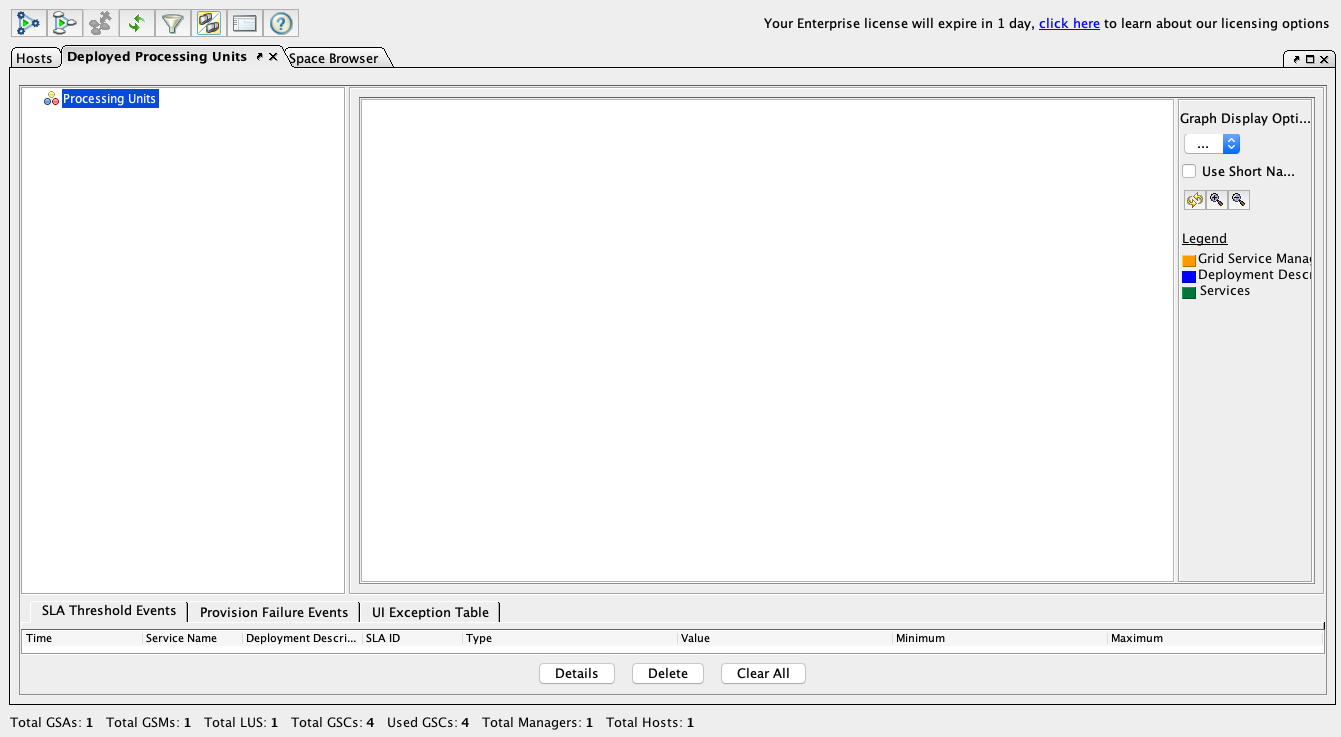 Your Enterprise license will expire in 1 day, click here to learn about our licensing options
Hosts
Deployed Processing Units
Space Browser
Processing Units
Graph Display Opti...
...
Use Short Na...
Legend
Grid Service Mana
Deployment Desc
Services
SLA Threshold Events
Provision Failure Events
UI Exception Table
Time Service Name Deployment Descri... SLA ID Type Value Minimum Maximum
Details Delete Clear All
Total GSAs: 1 Total GSMs: 1 Total LUS: 1 Total GSCs: 4 Used GSCs: 4 Total Managers: 1 Total Hosts: 1